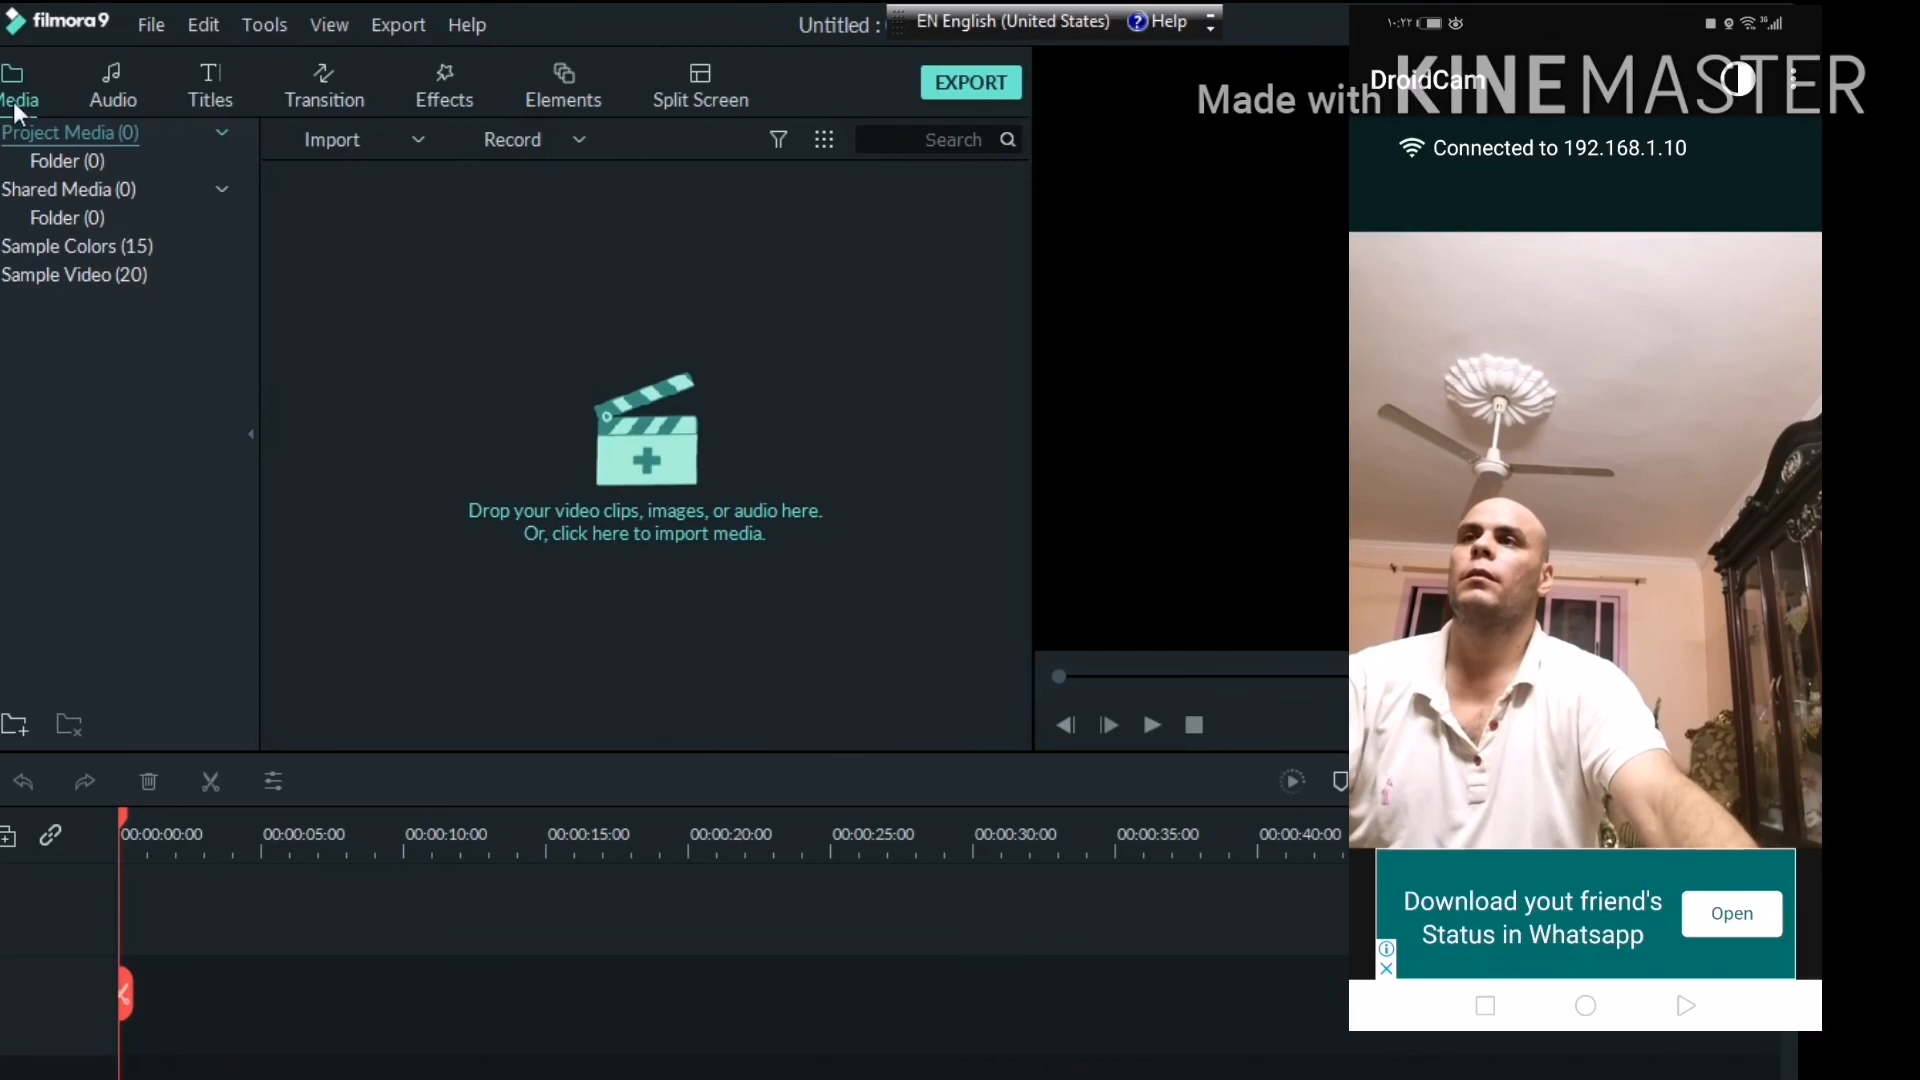 filmora9 File Edit Tools View Export Help Untitled :
EN English (United States) Help
Media Audio Titles Transition Effects Elements Split Screen EXPORT
Project Media (0)
Folder (0)
Shared Media (0)
Folder (0)
Sample Colors (15)
Sample Video (20)
Import Record Search
Drop your video clips, images, or audio here.
Or, click here to import media.
00:00:00:00 00:00:05:00 00:00:10:00 00:00:15:00 00:00:20:00 00:00:25:00 00:00:30:00 00:00:35:00 00:00:40:00
١٠:٢٢
Made with KINEMASTER
DroidCam
Connected to 192.168.1.10
Download yout friend's
Status in Whatsapp
Open